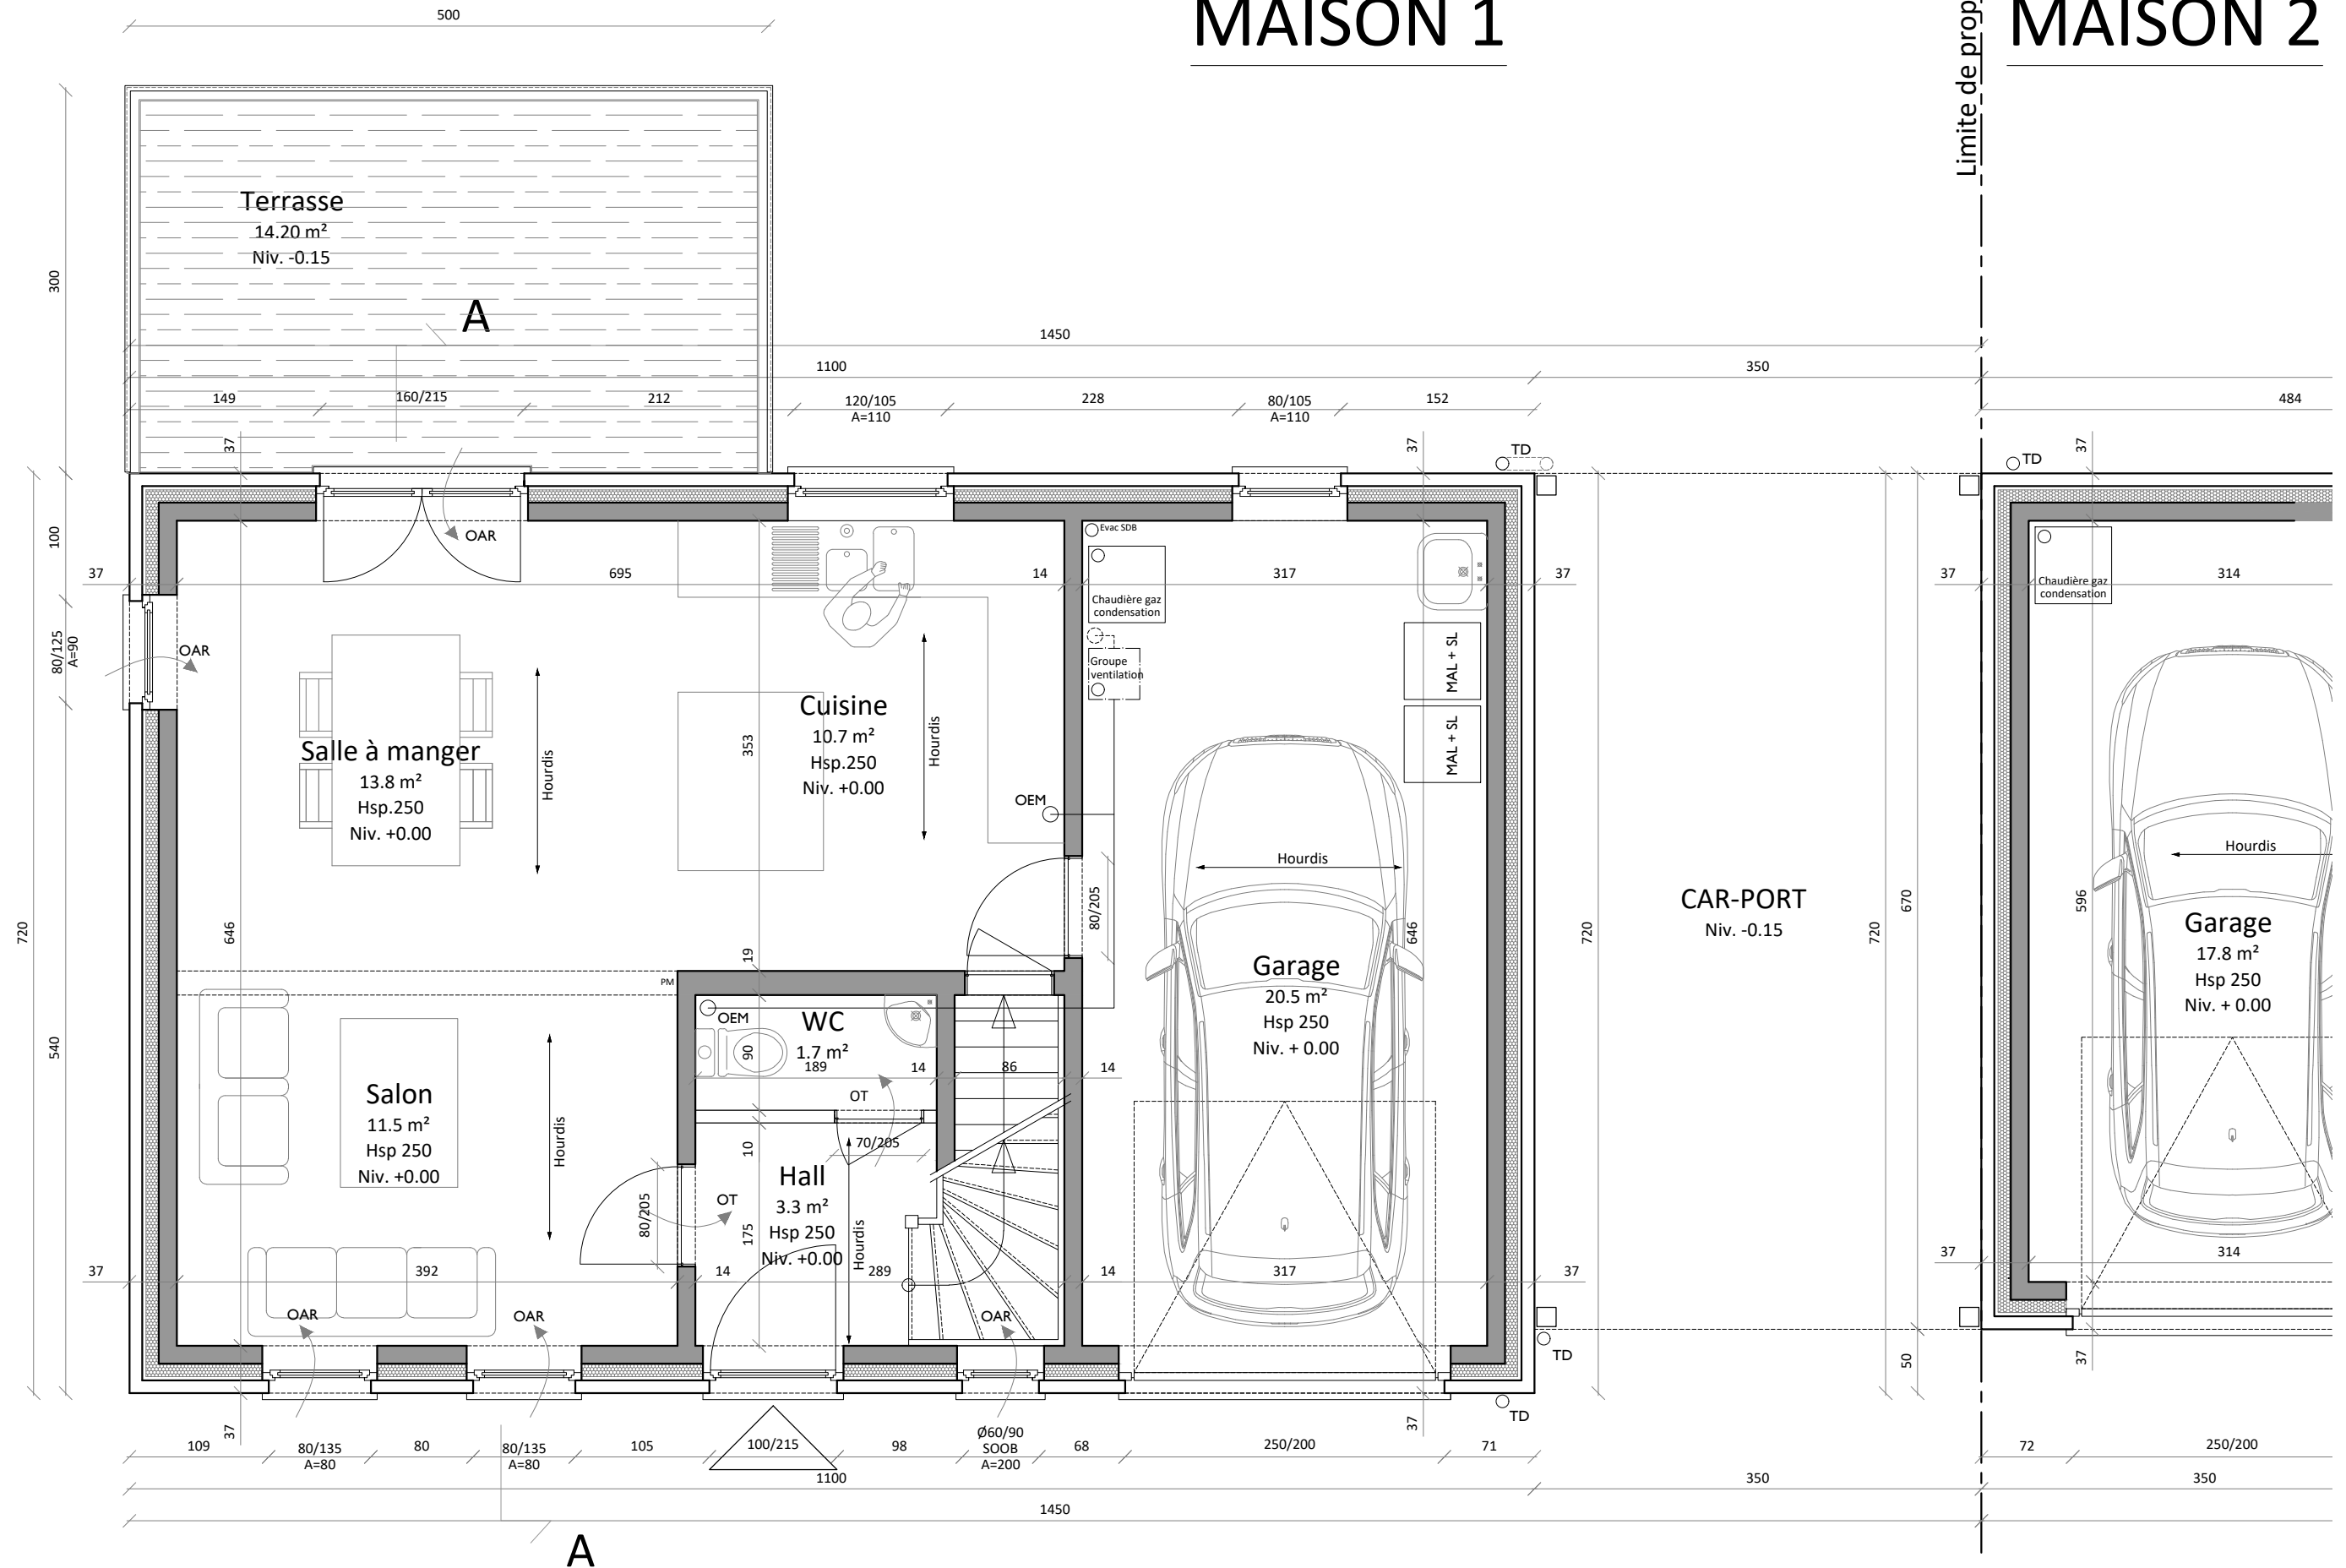 500
MAISON 1
MAISON 2
Limite de prop
Terrasse
14.20 m²
Niv. -0.15
300
A
1450
1100
350
149
160/215
212
120/105
A=110
228
80/105
A=110
152
484
37
37
TD
TD
37
100
OAR
Evac SDB
37
695
14
317
37
37
314
Chaudière gaz
condensation
Chaudière gaz
condensation
80/125
A=90
OAR
Groupe
ventilation
MAL + SL
MAL + SL
Cuisine
10.7 m²
Hsp.250
Niv. +0.00
353
Hourdis
Salle à manger
13.8 m²
Hsp.250
Niv. +0.00
Hourdis
OEM
80/205
Hourdis
Hourdis
CAR-PORT
Niv. -0.15
720
646
19
646
720
720
670
596
Garage
20.5 m²
Hsp 250
Niv. + 0.00
Garage
17.8 m²
Hsp 250
Niv. + 0.00
PM
OEM
WC
1.7 m²
90
189
14
86
14
540
Salon
11.5 m²
Hsp 250
Niv. +0.00
Hourdis
OT
70/205
10
Hall
3.3 m²
Hsp 250
Niv. +0.00
Hourdis
OT
80/205
175
37
392
14
289
14
317
37
37
314
OAR
OAR
OAR
TD
50
37
TD
37
37
109
80/135
A=80
80
80/135
A=80
105
100/215
98
Ø60/90
SOOB
A=200
68
250/200
71
72
250/200
1100
350
350
1450
A